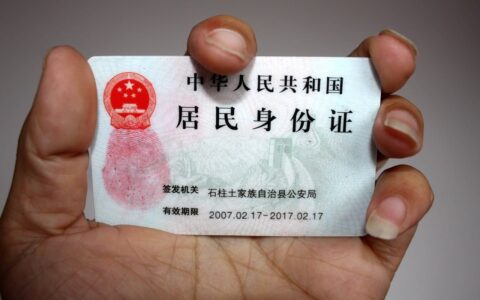 中华人民共和国
居民身份证
签发机关 石柱土家族自治县公安局
有效期限 2007.02.17-2017.02.17